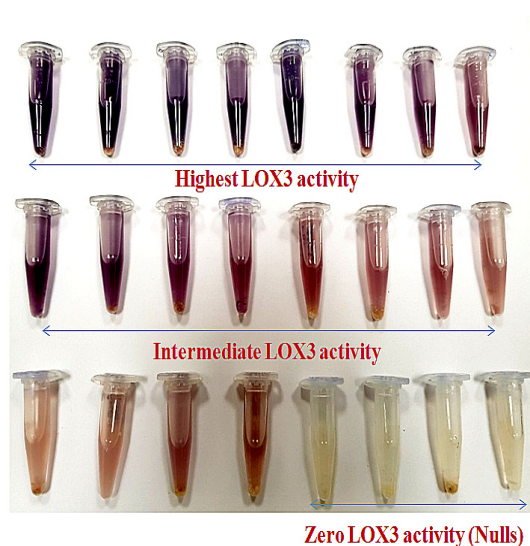 Highest LOX3 activity
Intermediate LOX3 activity
Zero LOX3 activity (Nulls)